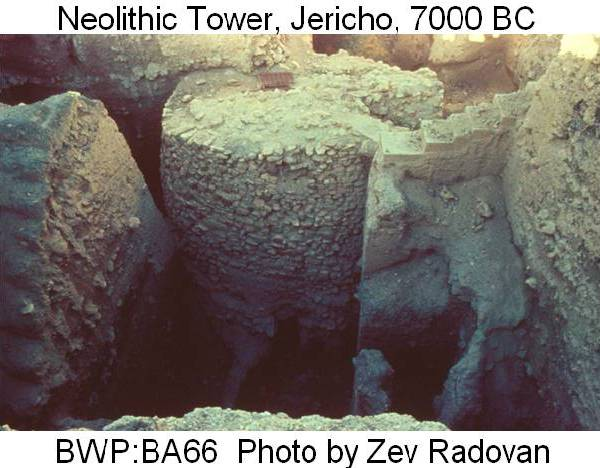 Neolithic Tower, Jericho, 7000 BC
BWP:BA66  Photo by Zev Radovan